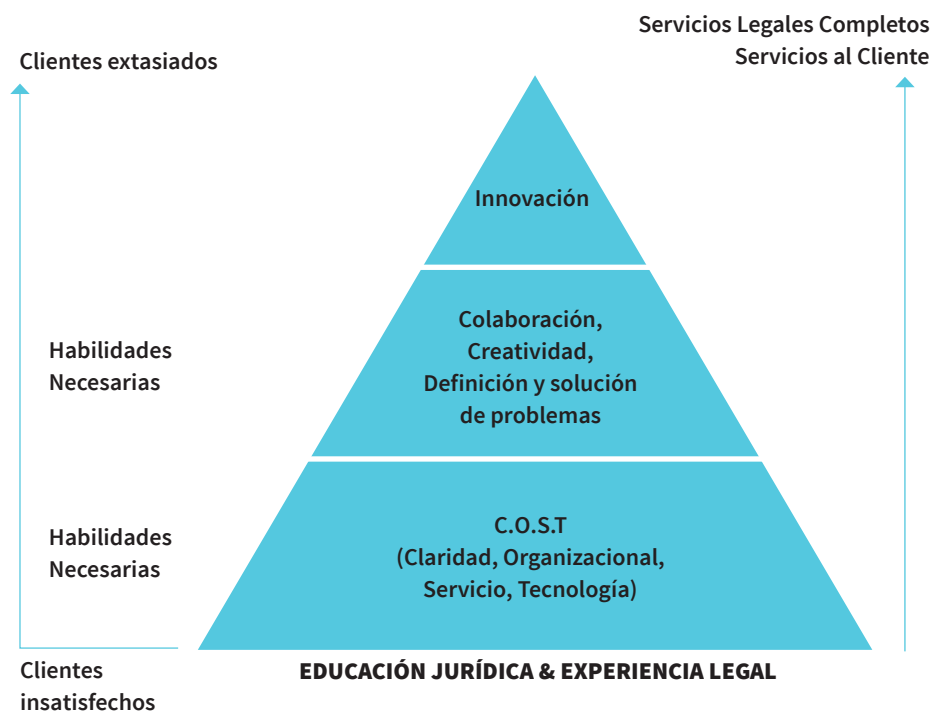 Servicios Legales Completos
Servicios al Cliente
Clientes extasiados
Innovación
Habilidades
Necesarias
Colaboración,
Creatividad,
Definición y solución
de problemas
Habilidades
Necesarias
C.O.S.T
(Claridad, Organizacional,
Servicio, Tecnología)
Clientes
insatisfechos
EDUCACIÓN JURÍDICA & EXPERIENCIA LEGAL